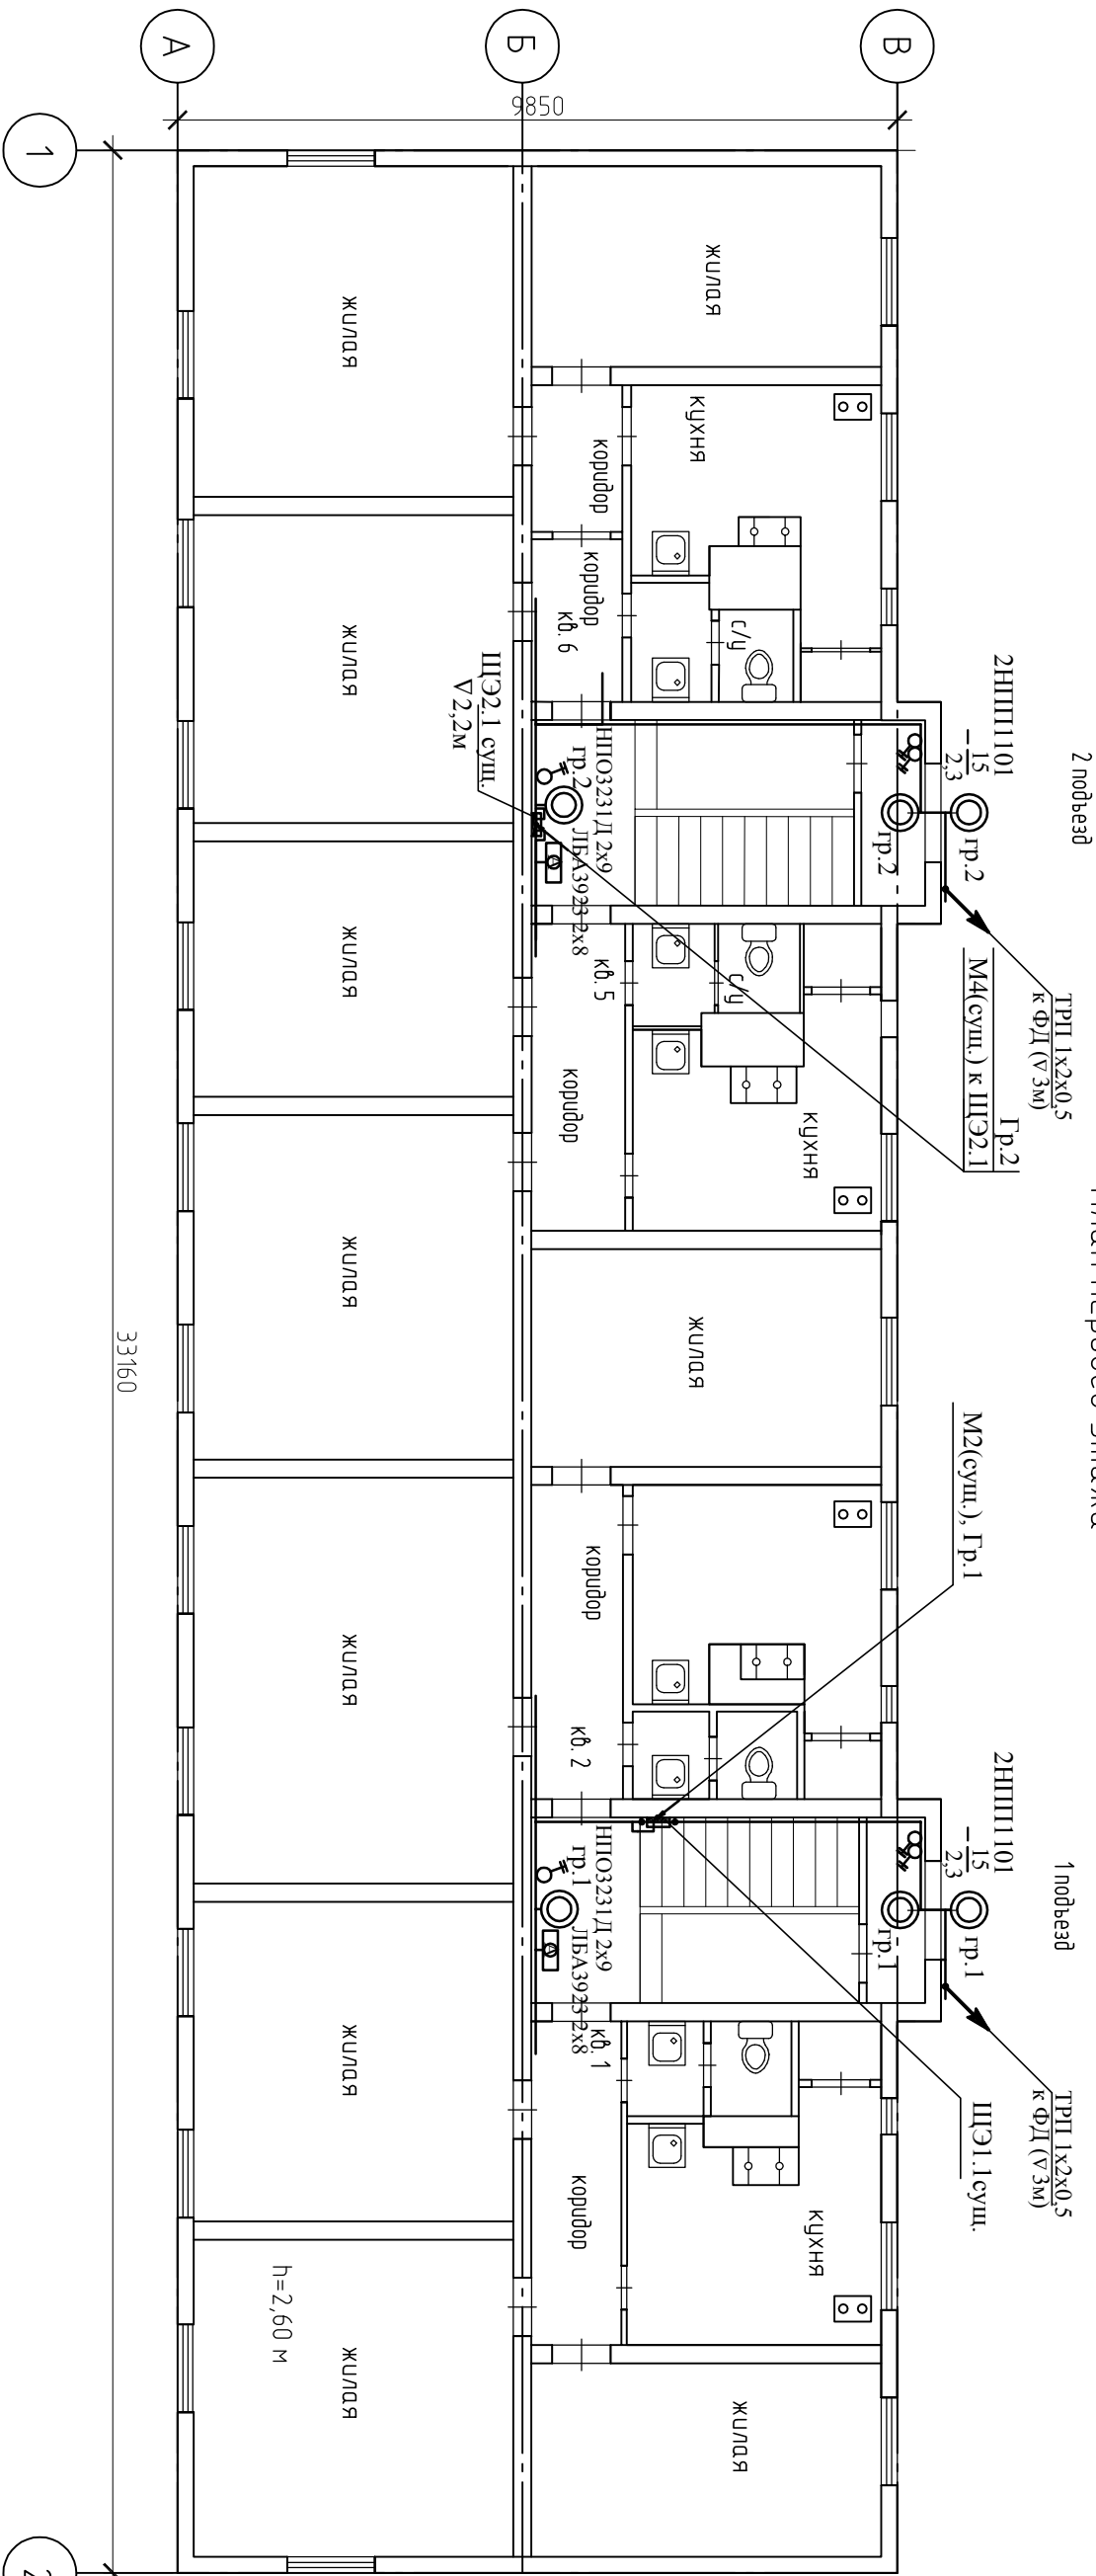 План первого этажа
2 подъезд
1 подъезд
ТРП 1х2х0,5
к ФД (∇3м)
ТРП 1х2х0,5
к ФД (∇3м)
2НПП1101
– 15
2,3
гр.2
гр.2
Гр.2
М4(сущ.) к ЩЭ2.1
М2(сущ.), Гр.1
2НПП1101
– 15
2,3
гр.1
гр.1
ЩЭ1.1сущ.
В
Б
А
1
2
9850
33160
жилая
кухня
коридор
коридор
кв. 6
с/у
НПО3231Д 2х9
гр.2
ЛБА3923 2х8
ЩЭ2.1 сущ.
∇2,2м
кв. 5
с/у
коридор
кухня
жилая
коридор
кв. 2
НПО3231Д 2х9
гр.1
ЛБА3923 2х8
кв. 1
коридор
кухня
жилая
жилая
жилая
жилая
жилая
жилая
жилая
жилая
h=2,60 м